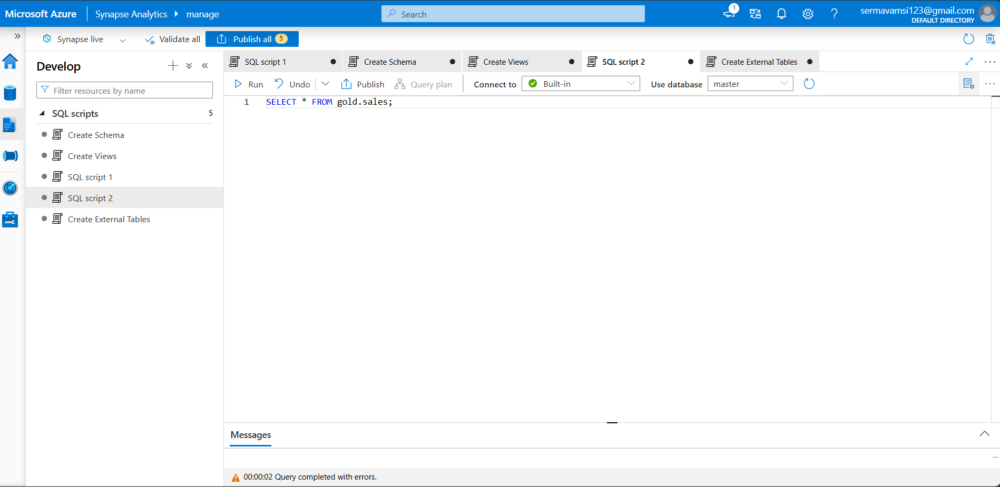 Microsoft Azure
Synapse Analytics
manage
Search
1
sermavamsi123@gmail.com
DEFAULT DIRECTORY
Synapse live
Validate all
Publish all 5
Develop
Filter resources by name
SQL scripts 5
Create Schema
Create Views
SQL script 1
SQL script 2
Create External Tables
SQL script 1
Create Schema
Create Views
SQL script 2
Create External Tables
Run
Undo
Publish
Query plan
Connect to
Built-in
Use database
master
1 SELECT * FROM gold.sales;
Messages
00:00:02 Query completed with errors.